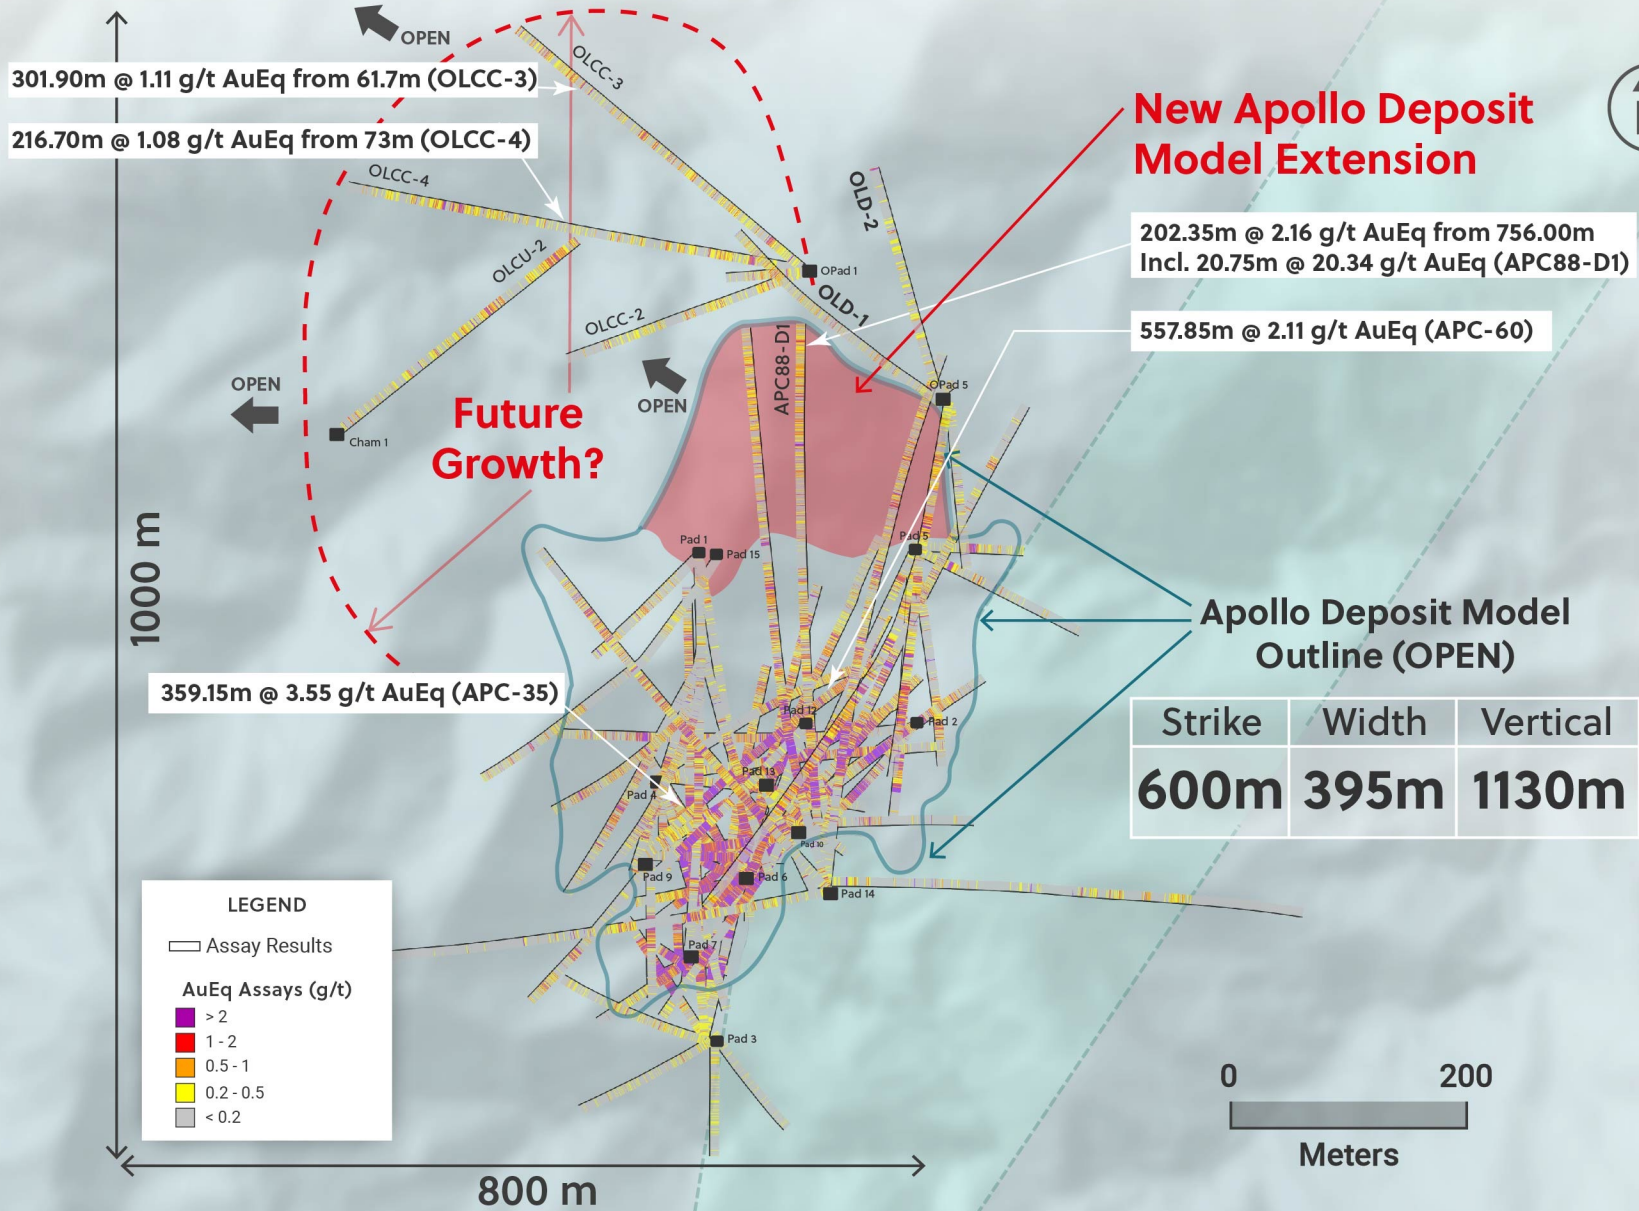 OPEN
OLCC-3
301.90m @ 1.11 g/t AuEq from 61.7m (OLCC-3)
216.70m @ 1.08 g/t AuEq from 73m (OLCC-4)
OLCC-4
New Apollo Deposit
Model Extension
OLD-2
202.35m @ 2.16 g/t AuEq from 756.00m
Incl. 20.75m @ 20.34 g/t AuEq (APC88-D1)
OLCU-2
OPad 1
OLD-1
OLCC-2
557.85m @ 2.11 g/t AuEq (APC-60)
APC88-D1
OPEN
OPEN
OPad 5
Cham 1
Future
Growth?
1000 m
Pad 1
Pad 15
Pad 5
Apollo Deposit Model
Outline (OPEN)
359.15m @ 3.55 g/t AuEq (APC-35)
Pad 12
Pad 2
Strike Width Vertical
600m 395m 1130m
Pad 13
Pad 4
Pad 10
Pad 9
Pad 6
Pad 14
Pad 7
Pad 3
LEGEND
Assay Results
AuEq Assays (g/t)
> 2
1 - 2
0.5 - 1
0.2 - 0.5
< 0.2
0 200
Meters
800 m